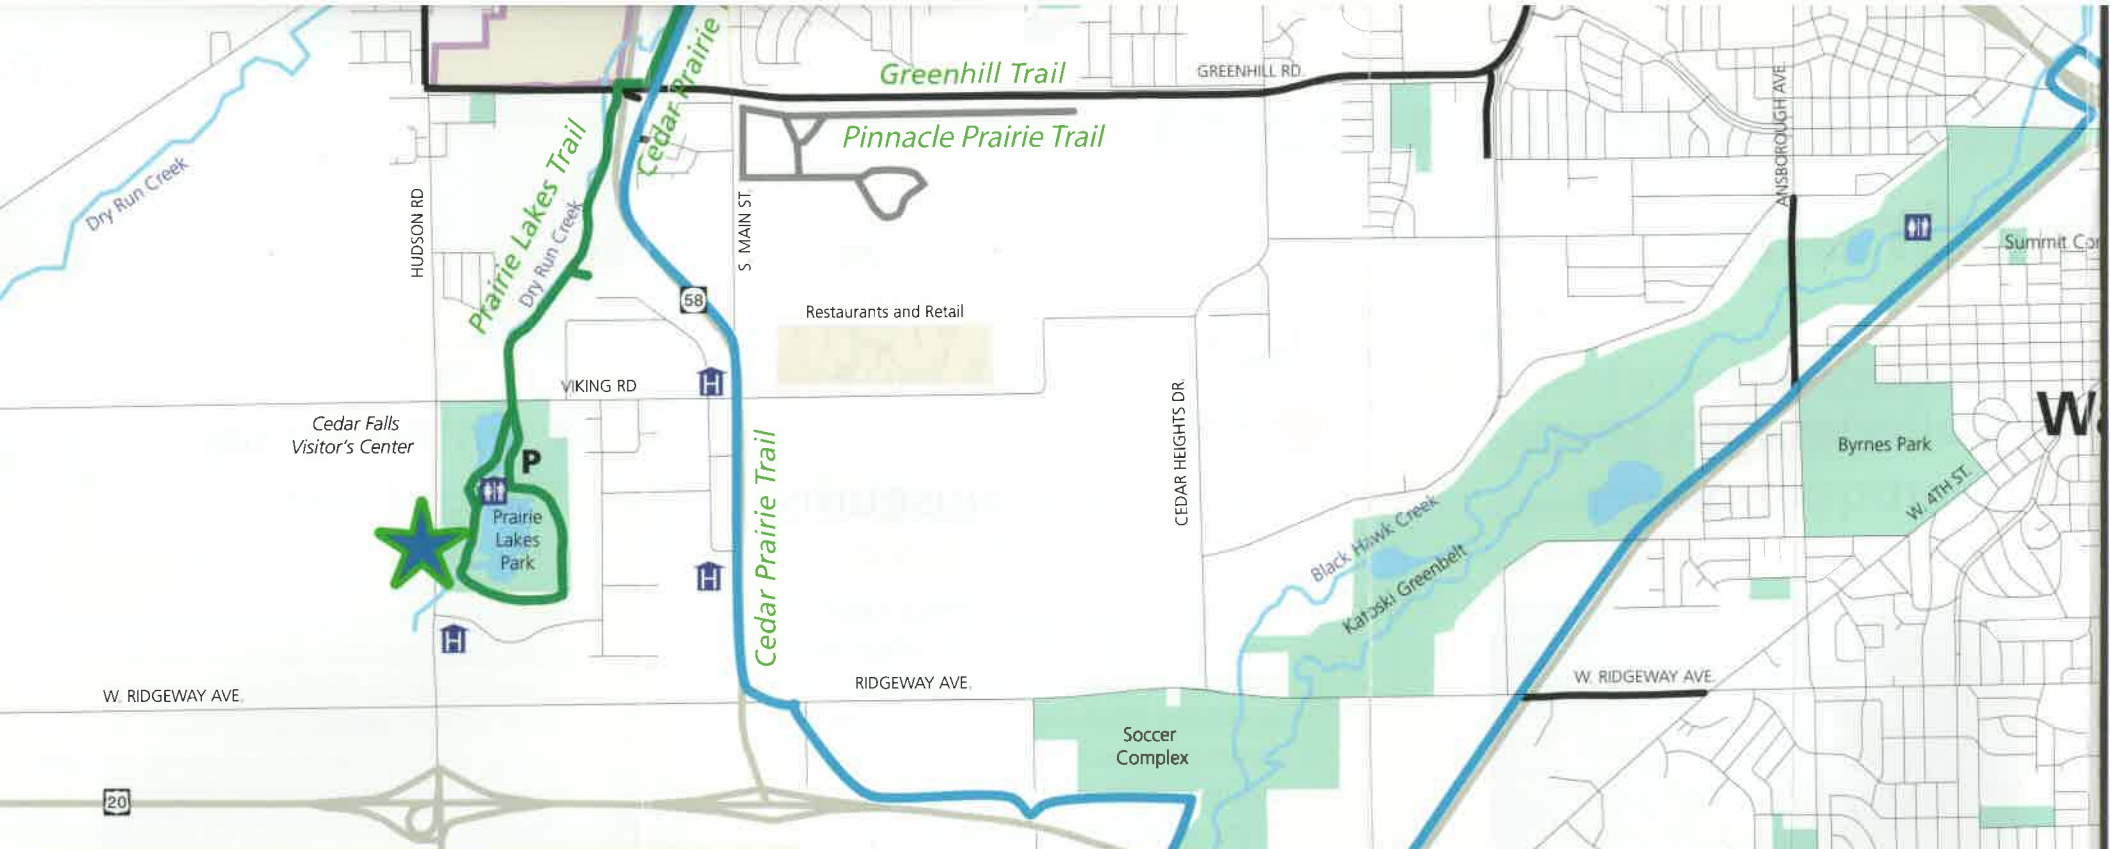 Cedar Prairie
Greenhill Trail
GREENHILL RD.
Pinnacle Prairie Trail
Prairie Lakes Trail
Dry Run Creek
Dry Run Creek
HUDSON RD
S. MAIN ST.
ANSBOROUGH AVE.
Summit Co
58
Restaurants and Retail
H
VIKING RD
Cedar Falls
Visitor's Center
P
Prairie
Lakes
Park
H
H
Cedar Prairie Trail
CEDAR HEIGHTS DR.
Black Hawk Creek
Katoski Greenbelt
Byrnes Park
W. 4TH ST.
W
W. RIDGEWAY AVE.
RIDGEWAY AVE.
W. RIDGEWAY AVE.
Soccer
Complex
20